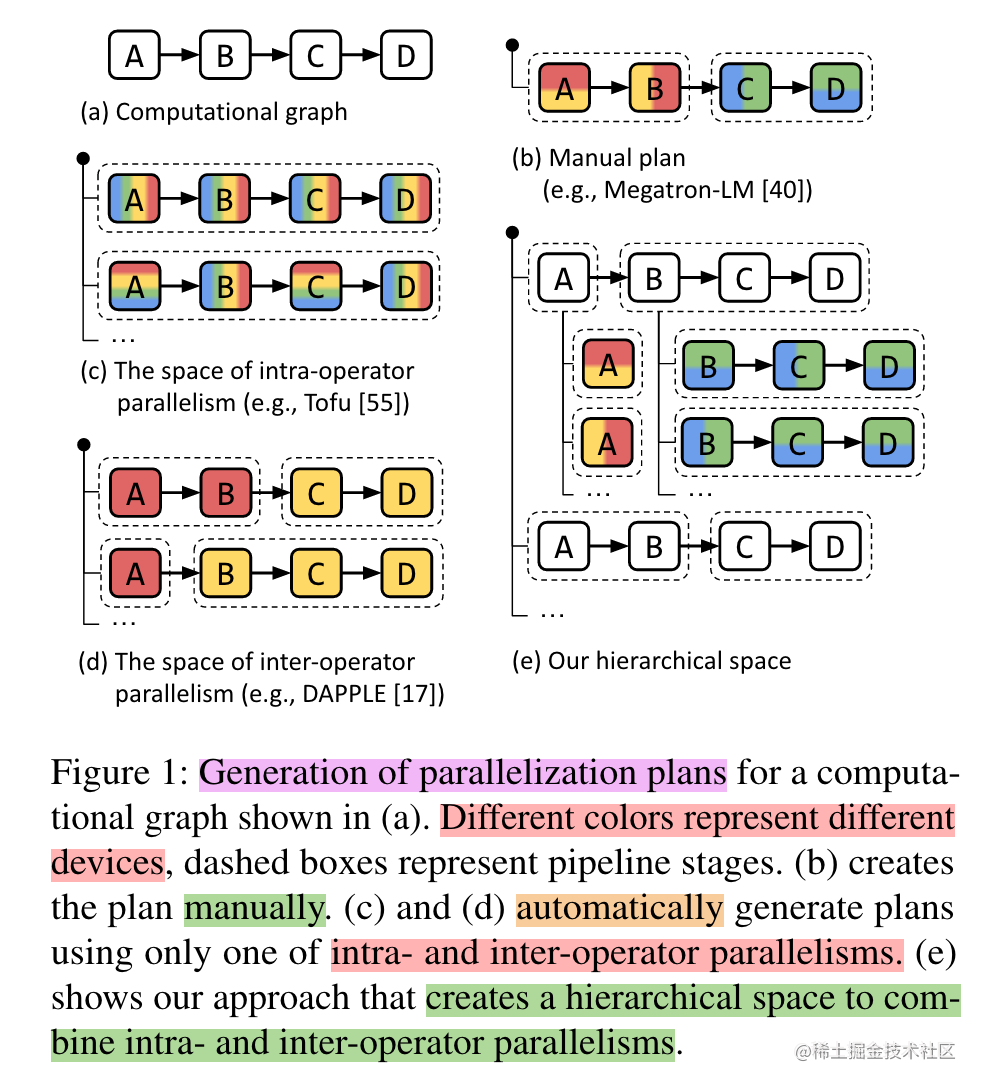 A B C D
(a) Computational graph
A B C D
(b) Manual plan
(e.g., Megatron-LM [40])
A B C D
A B C D
...
(c) The space of intra-operator
parallelism (e.g., Tofu [55])
A B C D
A B C D
...
(d) The space of inter-operator
parallelism (e.g., DAPPLE [17])
A B C D
A B C D
A B C D
... ...
A B C D
...
(e) Our hierarchical space
Figure 1: Generation of parallelization plans for a computa-
tional graph shown in (a). Different colors represent different
devices, dashed boxes represent pipeline stages. (b) creates
the plan manually. (c) and (d) automatically generate plans
using only one of intra- and inter-operator parallelisms. (e)
shows our approach that creates a hierarchical space to com-
bine intra- and inter-operator parallelisms.
@稀土掘金技术社区